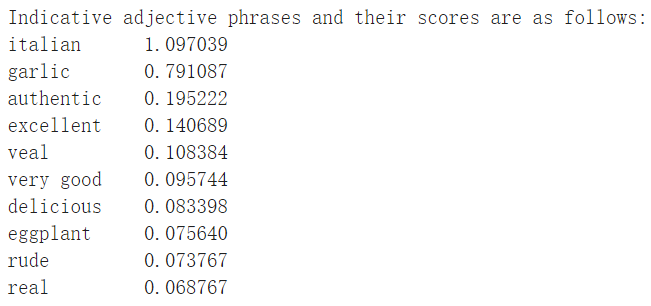 Indicative adjective phrases and their scores are as follows:
italian 1.097039
garlic 0.791087
authentic 0.195222
excellent 0.140689
veal 0.108384
very good 0.095744
delicious 0.083398
eggplant 0.075640
rude 0.073767
real 0.068767